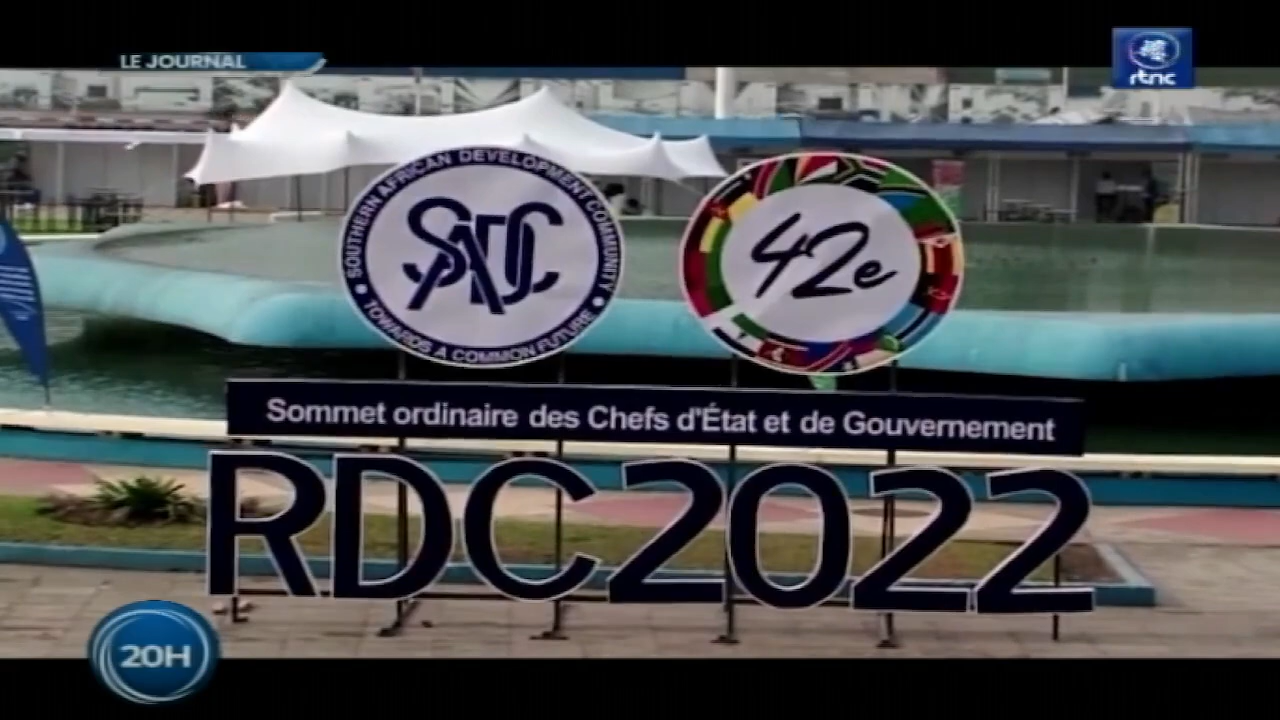 LE JOURNAL
rtnc
SOUTHERN AFRICAN DEVELOPMENT COMMUNITY
SADC
TOWARDS A COMMON FUTURE
42e
Sommet ordinaire des Chefs d'État et de Gouvernement
RDC2022
20H